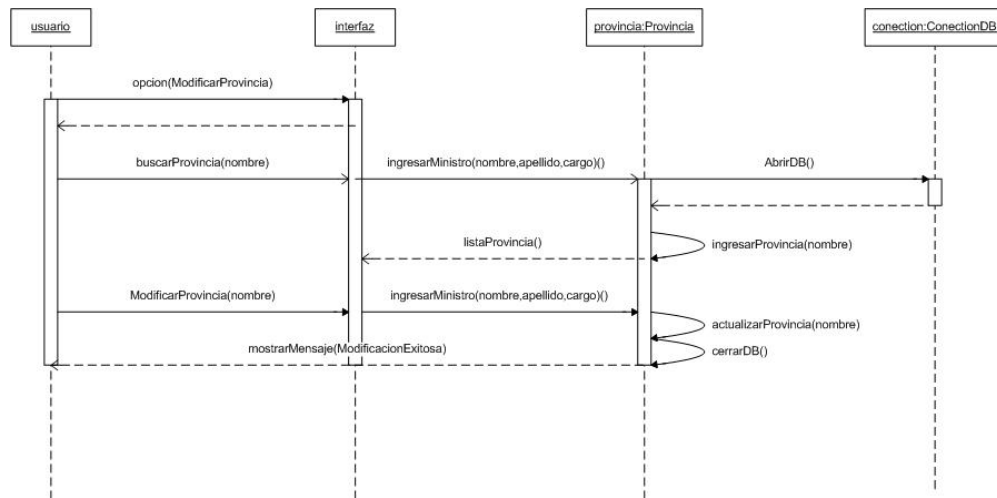 usuario
interfaz
provincia:Provincia
conection:ConectionDB
opcion(ModificarProvincia)
buscarProvincia(nombre)
ingresarMinistro(nombre,apellido,cargo)()
AbrirDB()
listaProvincia()
ingresarProvincia(nombre)
ModificarProvincia(nombre)
ingresarMinistro(nombre,apellido,cargo)()
actualizarProvincia(nombre)
mostrarMensaje(ModificacionExitosa)
cerrarDB()